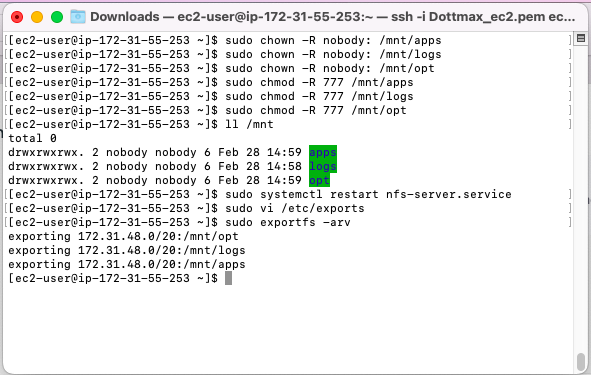 Downloads — ec2-user@ip-172-31-55-253:~ — ssh -i Dottmax_ec2.pem ec...
[[ec2-user@ip-172-31-55-253 ~]$ sudo chown -R nobody: /mnt/apps ]
[[ec2-user@ip-172-31-55-253 ~]$ sudo chown -R nobody: /mnt/logs ]
[[ec2-user@ip-172-31-55-253 ~]$ sudo chown -R nobody: /mnt/opt ]
[[ec2-user@ip-172-31-55-253 ~]$ sudo chmod -R 777 /mnt/apps ]
[[ec2-user@ip-172-31-55-253 ~]$ sudo chmod -R 777 /mnt/logs ]
[[ec2-user@ip-172-31-55-253 ~]$ sudo chmod -R 777 /mnt/opt ]
[[ec2-user@ip-172-31-55-253 ~]$ ll /mnt ]
total 0
drwxrwxrwx. 2 nobody nobody 6 Feb 28 14:59 apps
drwxrwxrwx. 2 nobody nobody 6 Feb 28 14:58 logs
drwxrwxrwx. 2 nobody nobody 6 Feb 28 14:59 opt
[[ec2-user@ip-172-31-55-253 ~]$ sudo systemctl restart nfs-server.service ]
[[ec2-user@ip-172-31-55-253 ~]$ sudo vi /etc/exports ]
[[ec2-user@ip-172-31-55-253 ~]$ sudo exportfs -arv ]
exporting 172.31.48.0/20:/mnt/opt
exporting 172.31.48.0/20:/mnt/logs
exporting 172.31.48.0/20:/mnt/apps
[ec2-user@ip-172-31-55-253 ~]$